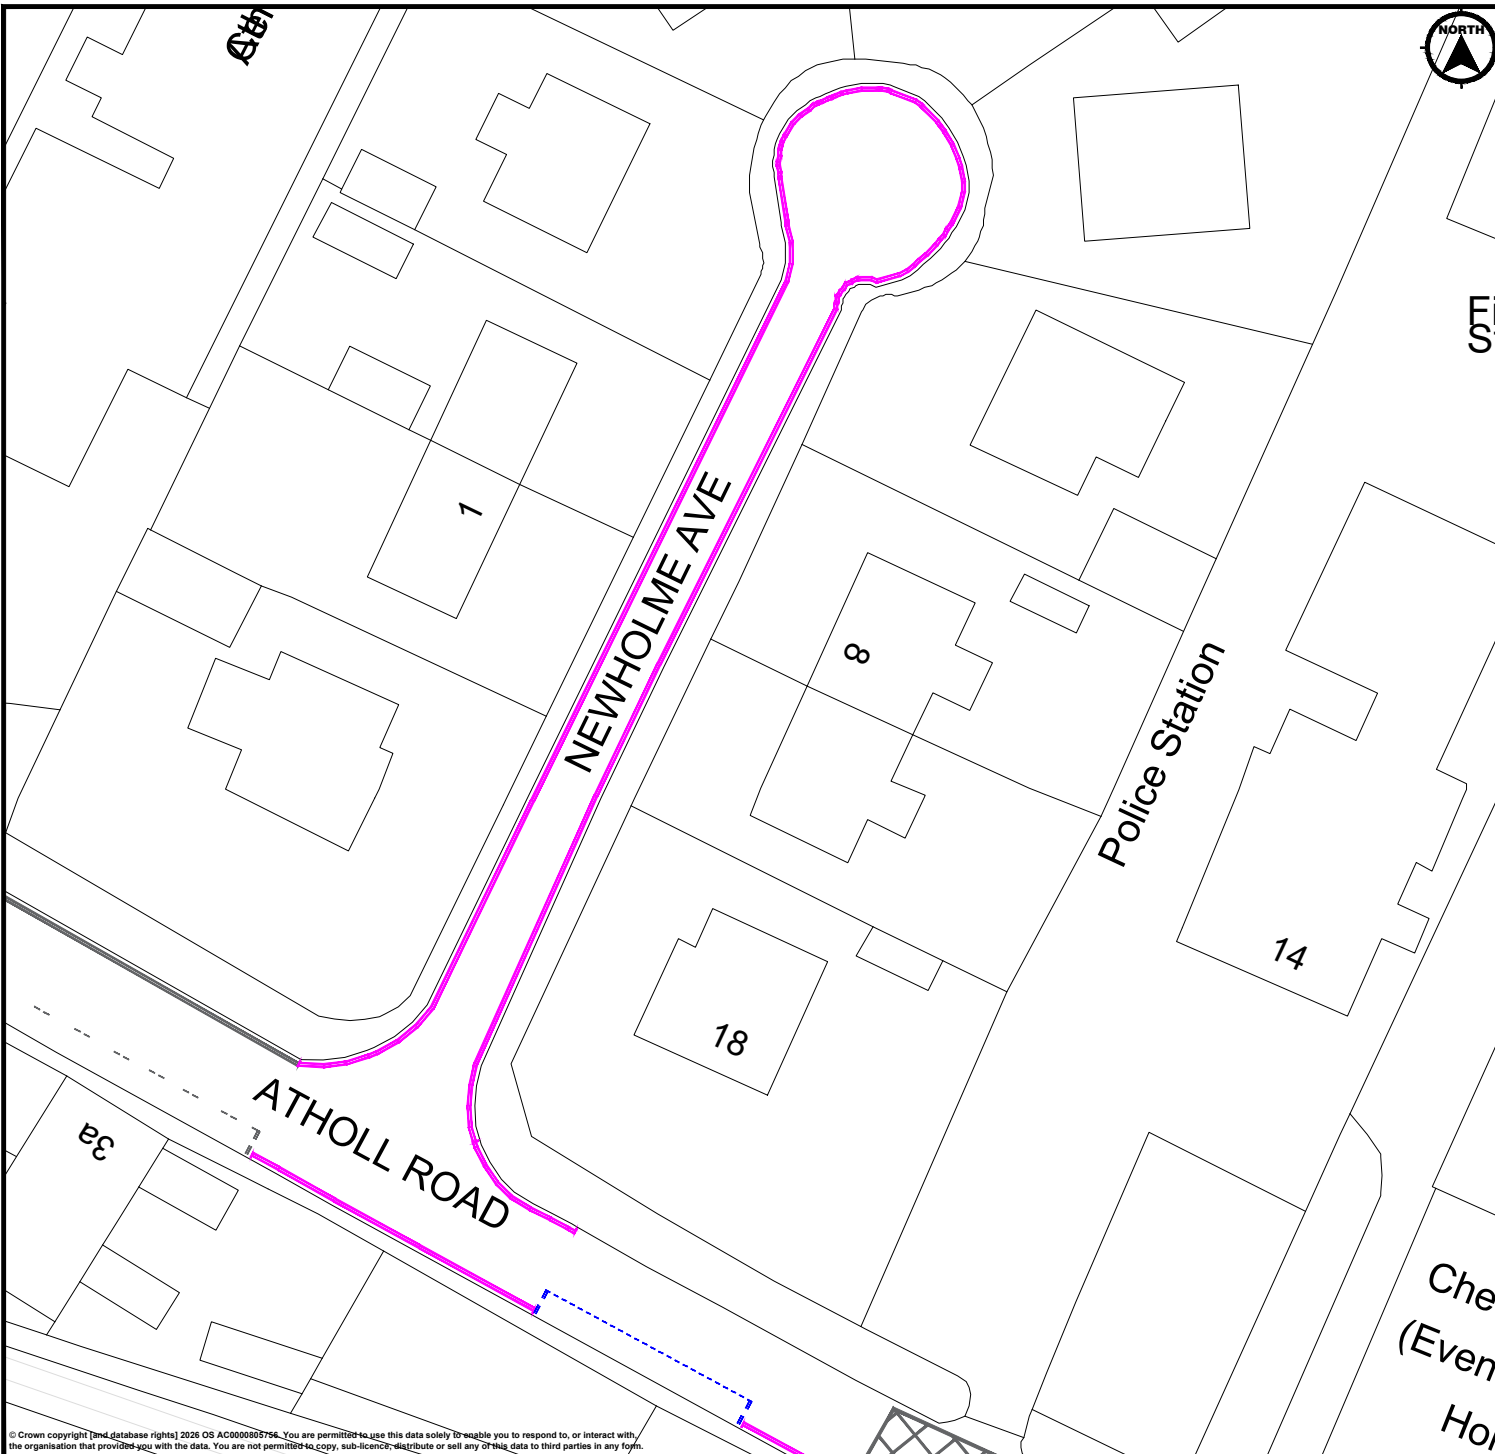 NORTH
1
NEWHOLME AVE
8
Police Station
14
18
ATHOLL ROAD
3a
Che
(Even
Hor
© Crown copyright [and database rights] 2026 OS AC0000805756. You are permitted to use this data solely to enable you to respond to, or interact with,
the organisation that provided you with the data. You are not permitted to copy, sub-licence, distribute or sell any of this data to third parties in any form.